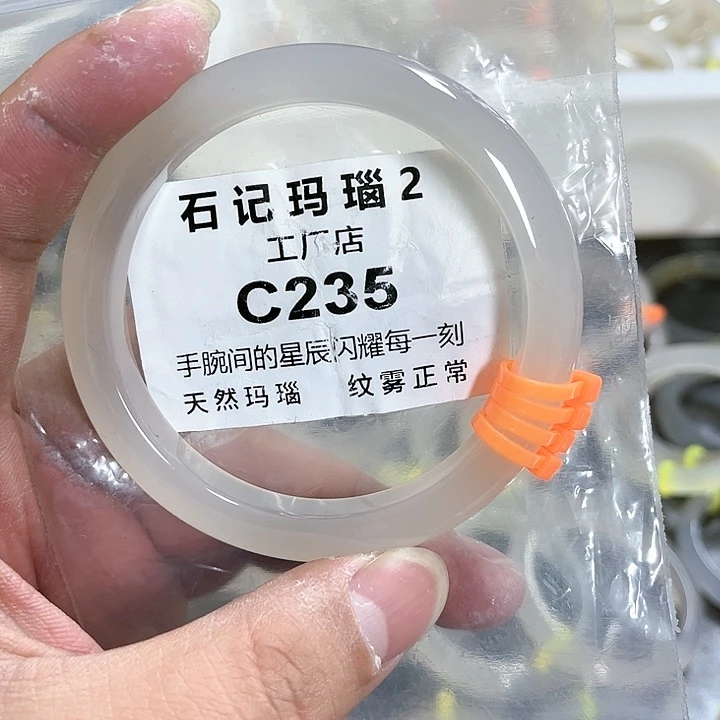 石记玛瑙2
工厂店
C235
手腕间的星辰闪耀每一刻
天然玛瑙 纹雾正常